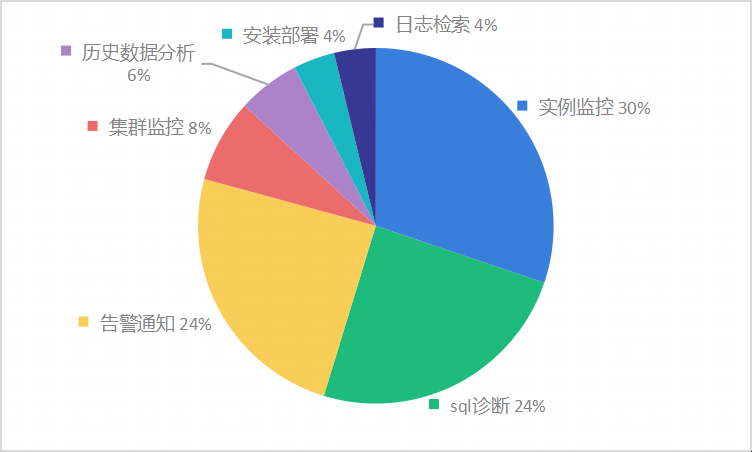 日志检索 4%
安装部署 4%
历史数据分析
6%
实例监控 30%
集群监控 8%
告警通知 24%
sql诊断 24%